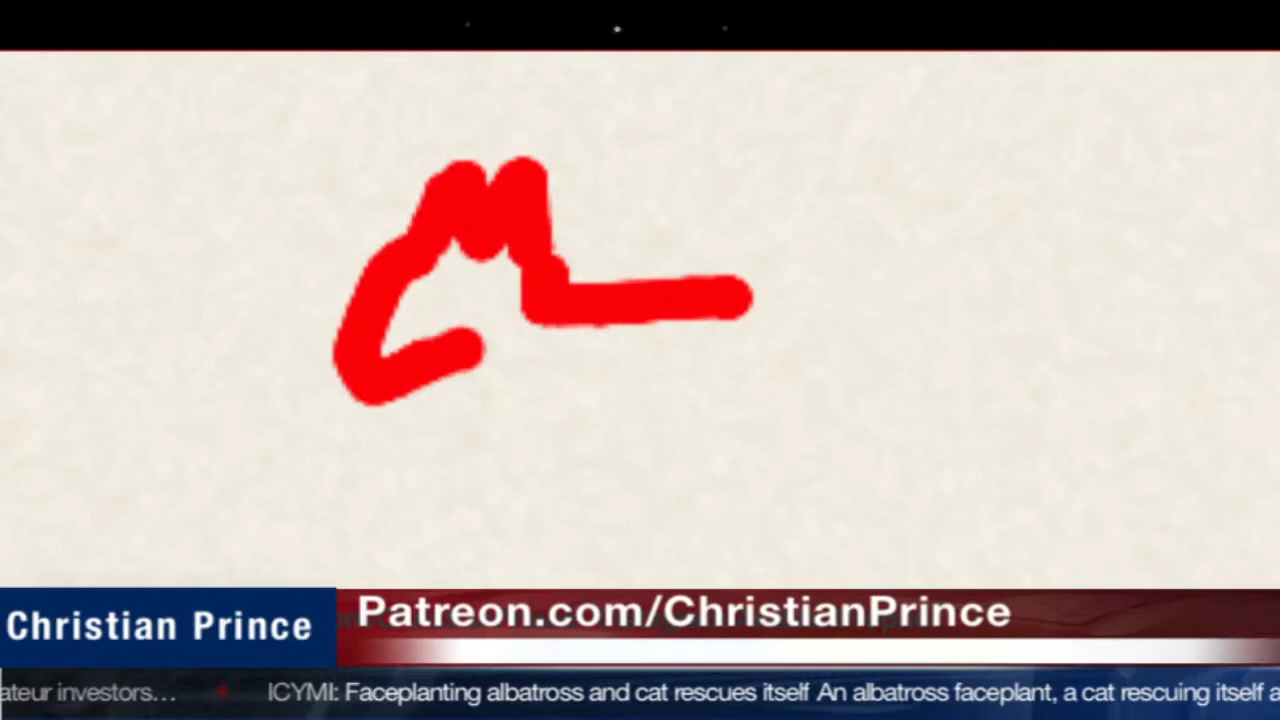 Christian Prince
Patreon.com/ChristianPrince
ateur investors... ICYMI: Faceplanting albatross and cat rescues itself An albatross faceplant, a cat rescuing itself a